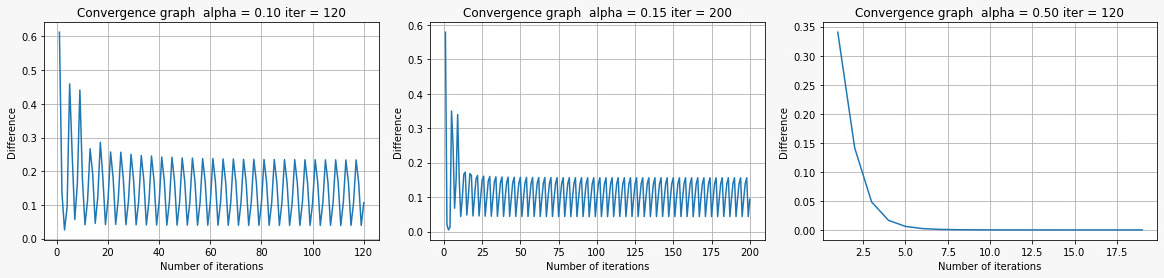 Convergence graph  alpha = 0.10 iter = 120
Difference
0.6
0.5
0.4
0.3
0.2
0.1
0.0
0 20 40 60 80 100 120
Number of iterations
Convergence graph  alpha = 0.15 iter = 200
Difference
0.6
0.5
0.4
0.3
0.2
0.1
0.0
0 25 50 75 100 125 150 175 200
Number of iterations
Convergence graph  alpha = 0.50 iter = 120
Difference
0.35
0.30
0.25
0.20
0.15
0.10
0.05
0.00
2.5 5.0 7.5 10.0 12.5 15.0 17.5
Number of iterations